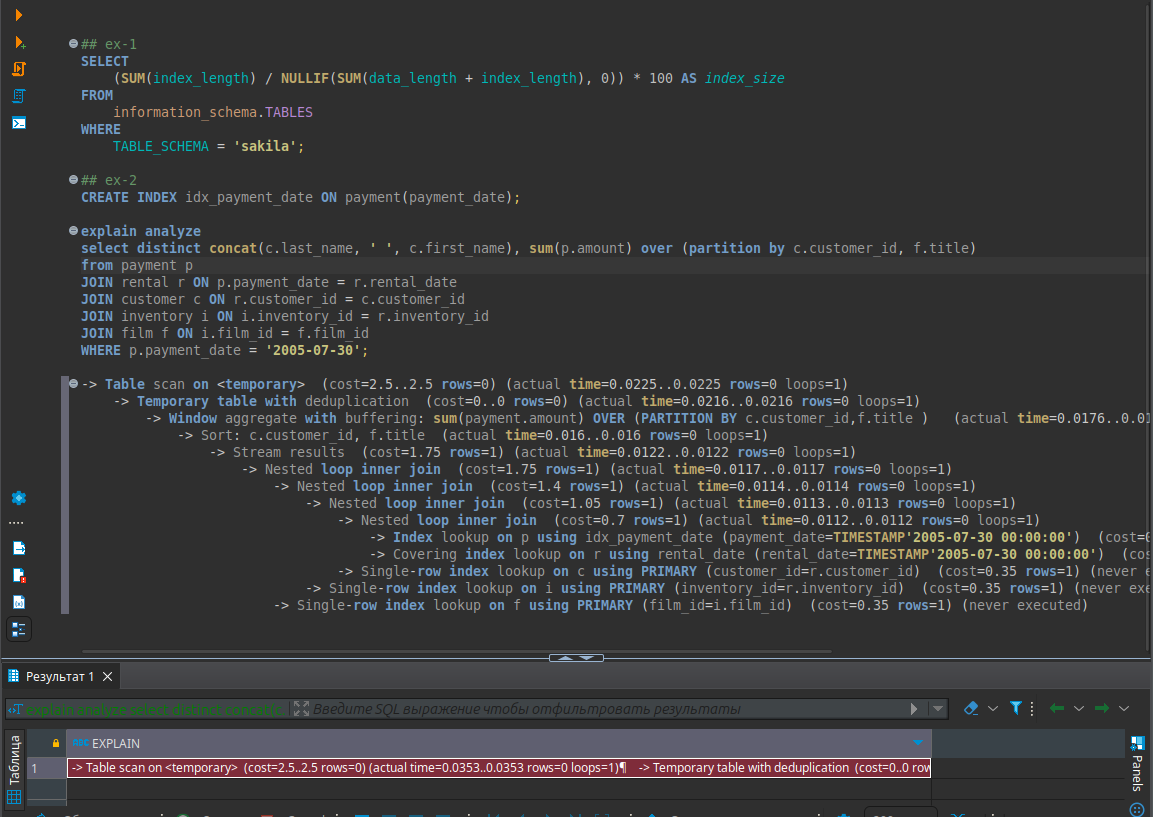 ## ex-1
SELECT
(SUM(index_length) / NULLIF(SUM(data_length + index_length), 0)) * 100 AS index_size
FROM
information_schema.TABLES
WHERE
TABLE_SCHEMA = 'sakila';
## ex-2
CREATE INDEX idx_payment_date ON payment(payment_date);
explain analyze
select distinct concat(c.last_name, ' ', c.first_name), sum(p.amount) over (partition by c.customer_id, f.title)
from payment p
JOIN rental r ON p.payment_date = r.rental_date
JOIN customer c ON r.customer_id = c.customer_id
JOIN inventory i ON i.inventory_id = r.inventory_id
JOIN film f ON i.film_id = f.film_id
WHERE p.payment_date = '2005-07-30';
-> Table scan on <temporary>  (cost=2.5..2.5 rows=0) (actual time=0.0225..0.0225 rows=0 loops=1)
-> Temporary table with deduplication  (cost=0..0 rows=0) (actual time=0.0216..0.0216 rows=0 loops=1)
-> Window aggregate with buffering: sum(payment.amount) OVER (PARTITION BY c.customer_id,f.title )   (actual time=0.0176..0.01
-> Sort: c.customer_id, f.title  (actual time=0.016..0.016 rows=0 loops=1)
-> Stream results  (cost=1.75 rows=1) (actual time=0.0122..0.0122 rows=0 loops=1)
-> Nested loop inner join  (cost=1.75 rows=1) (actual time=0.0117..0.0117 rows=0 loops=1)
-> Nested loop inner join  (cost=1.4 rows=1) (actual time=0.0114..0.0114 rows=0 loops=1)
-> Nested loop inner join  (cost=1.05 rows=1) (actual time=0.0113..0.0113 rows=0 loops=1)
-> Nested loop inner join  (cost=0.7 rows=1) (actual time=0.0112..0.0112 rows=0 loops=1)
-> Index lookup on p using idx_payment_date (payment_date=TIMESTAMP'2005-07-30 00:00:00')  (cost=
-> Covering index lookup on r using rental_date (rental_date=TIMESTAMP'2005-07-30 00:00:00')  (cos
-> Single-row index lookup on c using PRIMARY (customer_id=r.customer_id)  (cost=0.35 rows=1) (never e
-> Single-row index lookup on i using PRIMARY (inventory_id=r.inventory_id)  (cost=0.35 rows=1) (never exe
-> Single-row index lookup on f using PRIMARY (film_id=i.film_id)  (cost=0.35 rows=1) (never executed)
Результат 1
explain analyze select distinct concat(c. Введите SQL выражение чтобы отфильтровать результаты
Таблица
EXPLAIN
1 -> Table scan on <temporary>  (cost=2.5..2.5 rows=0) (actual time=0.0353..0.0353 rows=0 loops=1)¶    -> Temporary table with deduplication  (cost=0..0 row
Panels